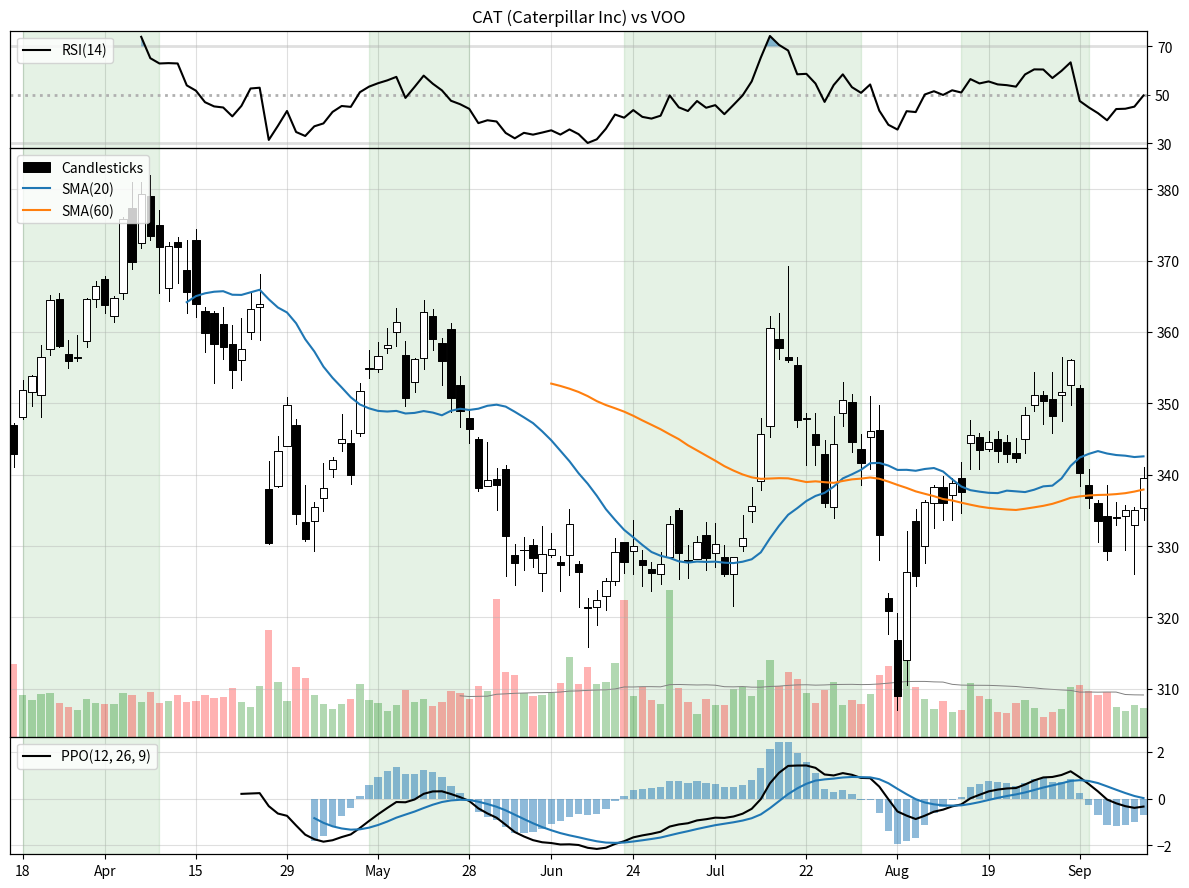 CAT (Caterpillar Inc) vs VOO
RSI(14)
70
50
30
Candlesticks
SMA(20)
SMA(60)
380
370
360
350
340
330
320
310
PPO(12, 26, 9)
2
0
−2
18 Apr 15 29 May 28 Jun 24 Jul 22 Aug 19 Sep